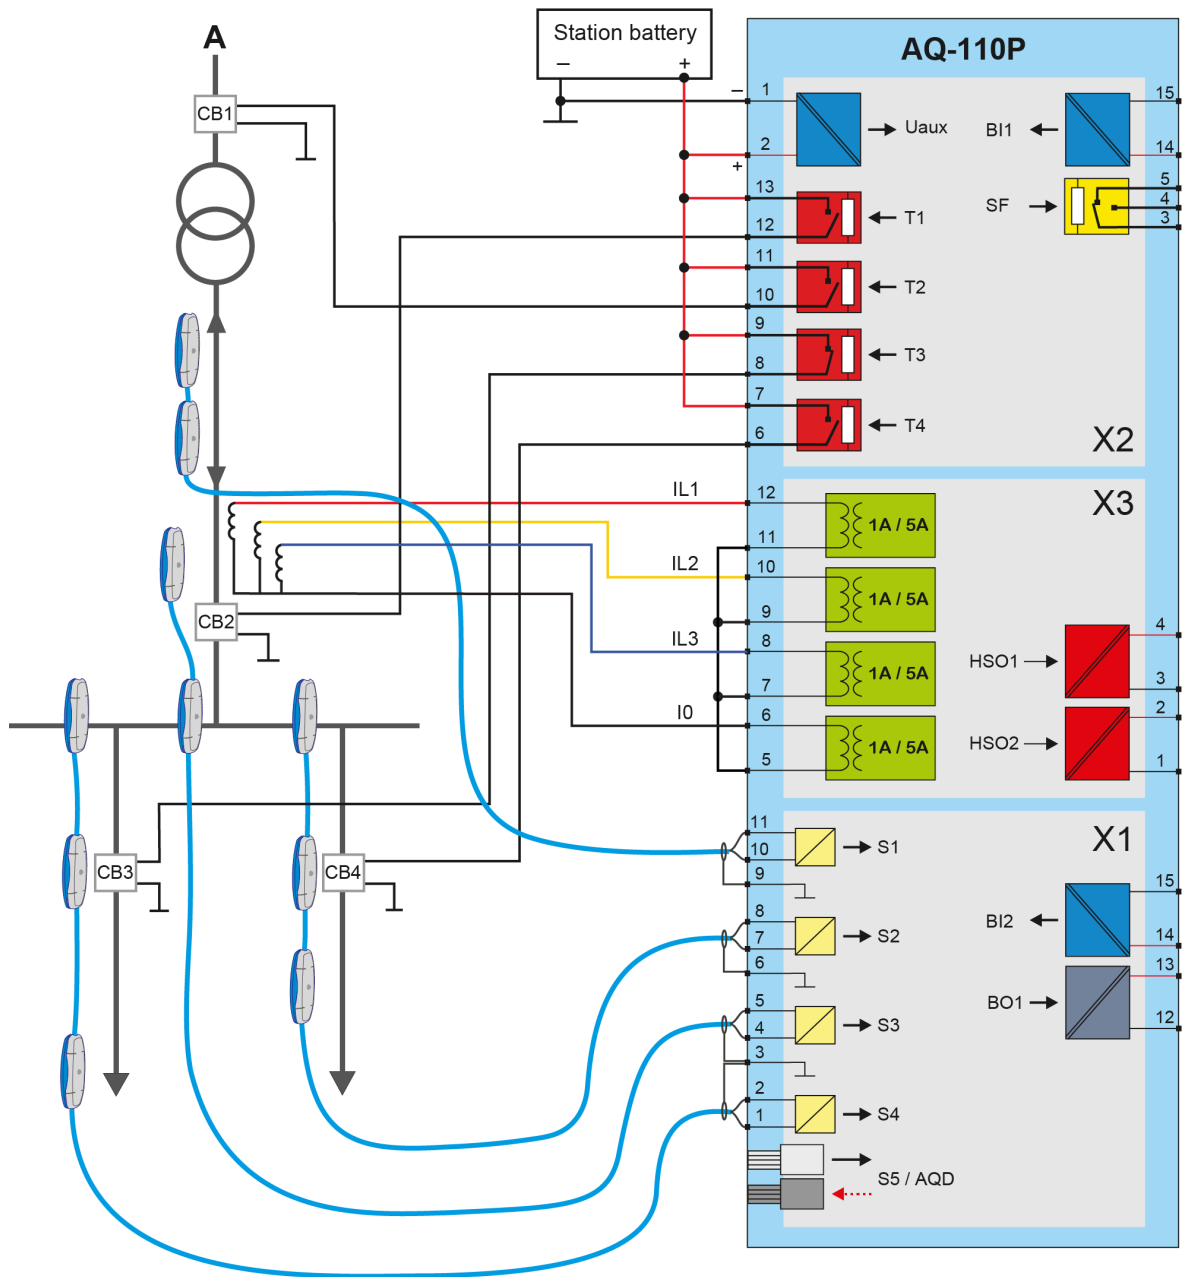 A
Station battery
–
+
AQ-110P
CB1
–
1
2
+
Uaux
BI1
15
14
13
12
T1
SF
5
4
3
11
10
T2
9
8
T3
7
6
T4
X2
IL1
12
11
1A / 5A
X3
IL2
10
9
1A / 5A
CB2
IL3
8
7
1A / 5A
HSO1
4
3
I0
6
5
1A / 5A
HSO2
2
1
11
10
9
S1
X1
CB3
CB4
8
7
6
S2
BI2
15
14
5
4
3
S3
BO1
13
12
2
1
S4
S5 / AQD